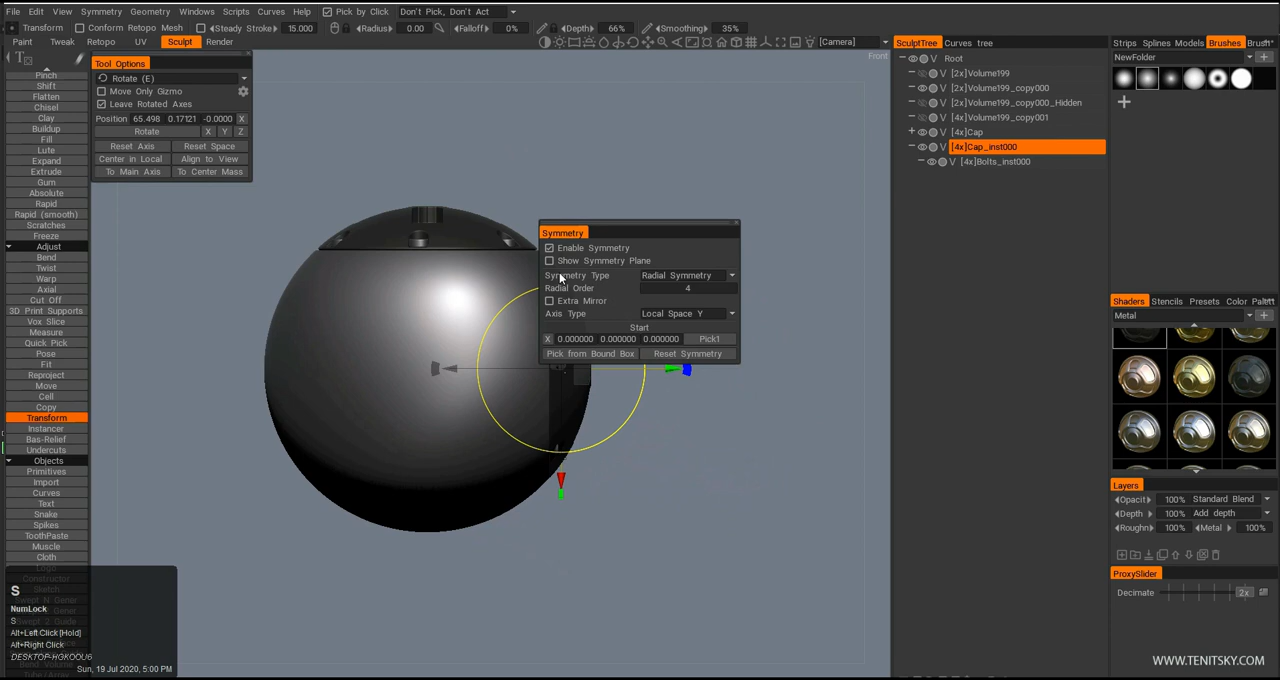 File Edit View Symmetry Geometry Windows Scripts Curves Help Pick by Click Don't Pick, Don't Act
Transform Conform Retopo Mesh Steady Stroke 15.000 Radius 0.00 Falloff 0% Depth 66% Smoothing 35%
Paint Tweak Retopo UV Sculpt Render [Camera]
Front
Pinch
Shift
Flatten
Chisel
Clay
Buildup
Fill
Lute
Expand
Extrude
Gum
Absolute
Rapid
Rapid (smooth)
Scratches
Freeze
Adjust
Bend
Twist
Warp
Axial
Cut Off
3D Print Supports
Vox Slice
Measure
Quick Pick
Pose
Fit
Reproject
Move
Cell
Copy
Transform
Instancer
Bas-Relief
Undercuts
Objects
Primitives
Import
Curves
Text
Snake
Spikes
ToothPaste
Muscle
Cloth
Tool Options
Rotate (E)
Move Only Gizmo
Leave Rotated Axes
Position 65.498 0.17121 -0.0000 X
Rotate X Y Z
Reset Axis Reset Space
Center in Local Align to View
To Main Axis To Center Mass
Symmetry
Enable Symmetry
Show Symmetry Plane
Symmetry Type Radial Symmetry
Radial Order 4
Extra Mirror
Axis Type Local Space Y
Start
X 0.000000 0.000000 0.000000 Pick1
Pick from Bound Box Reset Symmetry
SculptTree Curves tree
Root
V [2x]Volume199
V [2x]Volume199_copy000
V [2x]Volume199_copy000_Hidden
V [4x]Volume199_copy001
V [4x]Cap
V [4x]Cap_inst000
V [4x]Bolts_inst000
Strips Splines Models Brushes
NewFolder
Shaders Stencils Presets Color
Metal
Layers
Opacit 100% Standard Blend
Depth 100% Add depth
Roughn 100% Metal 100%
ProxySlider
Decimate 2x
S
NumLock
S
Alt+Left Click [Hold]
Alt+Right Click
DESKTOP-HGKOOU6
Sun, 19 Jul 2020, 5:00 PM
WWW.TENITSKY.COM